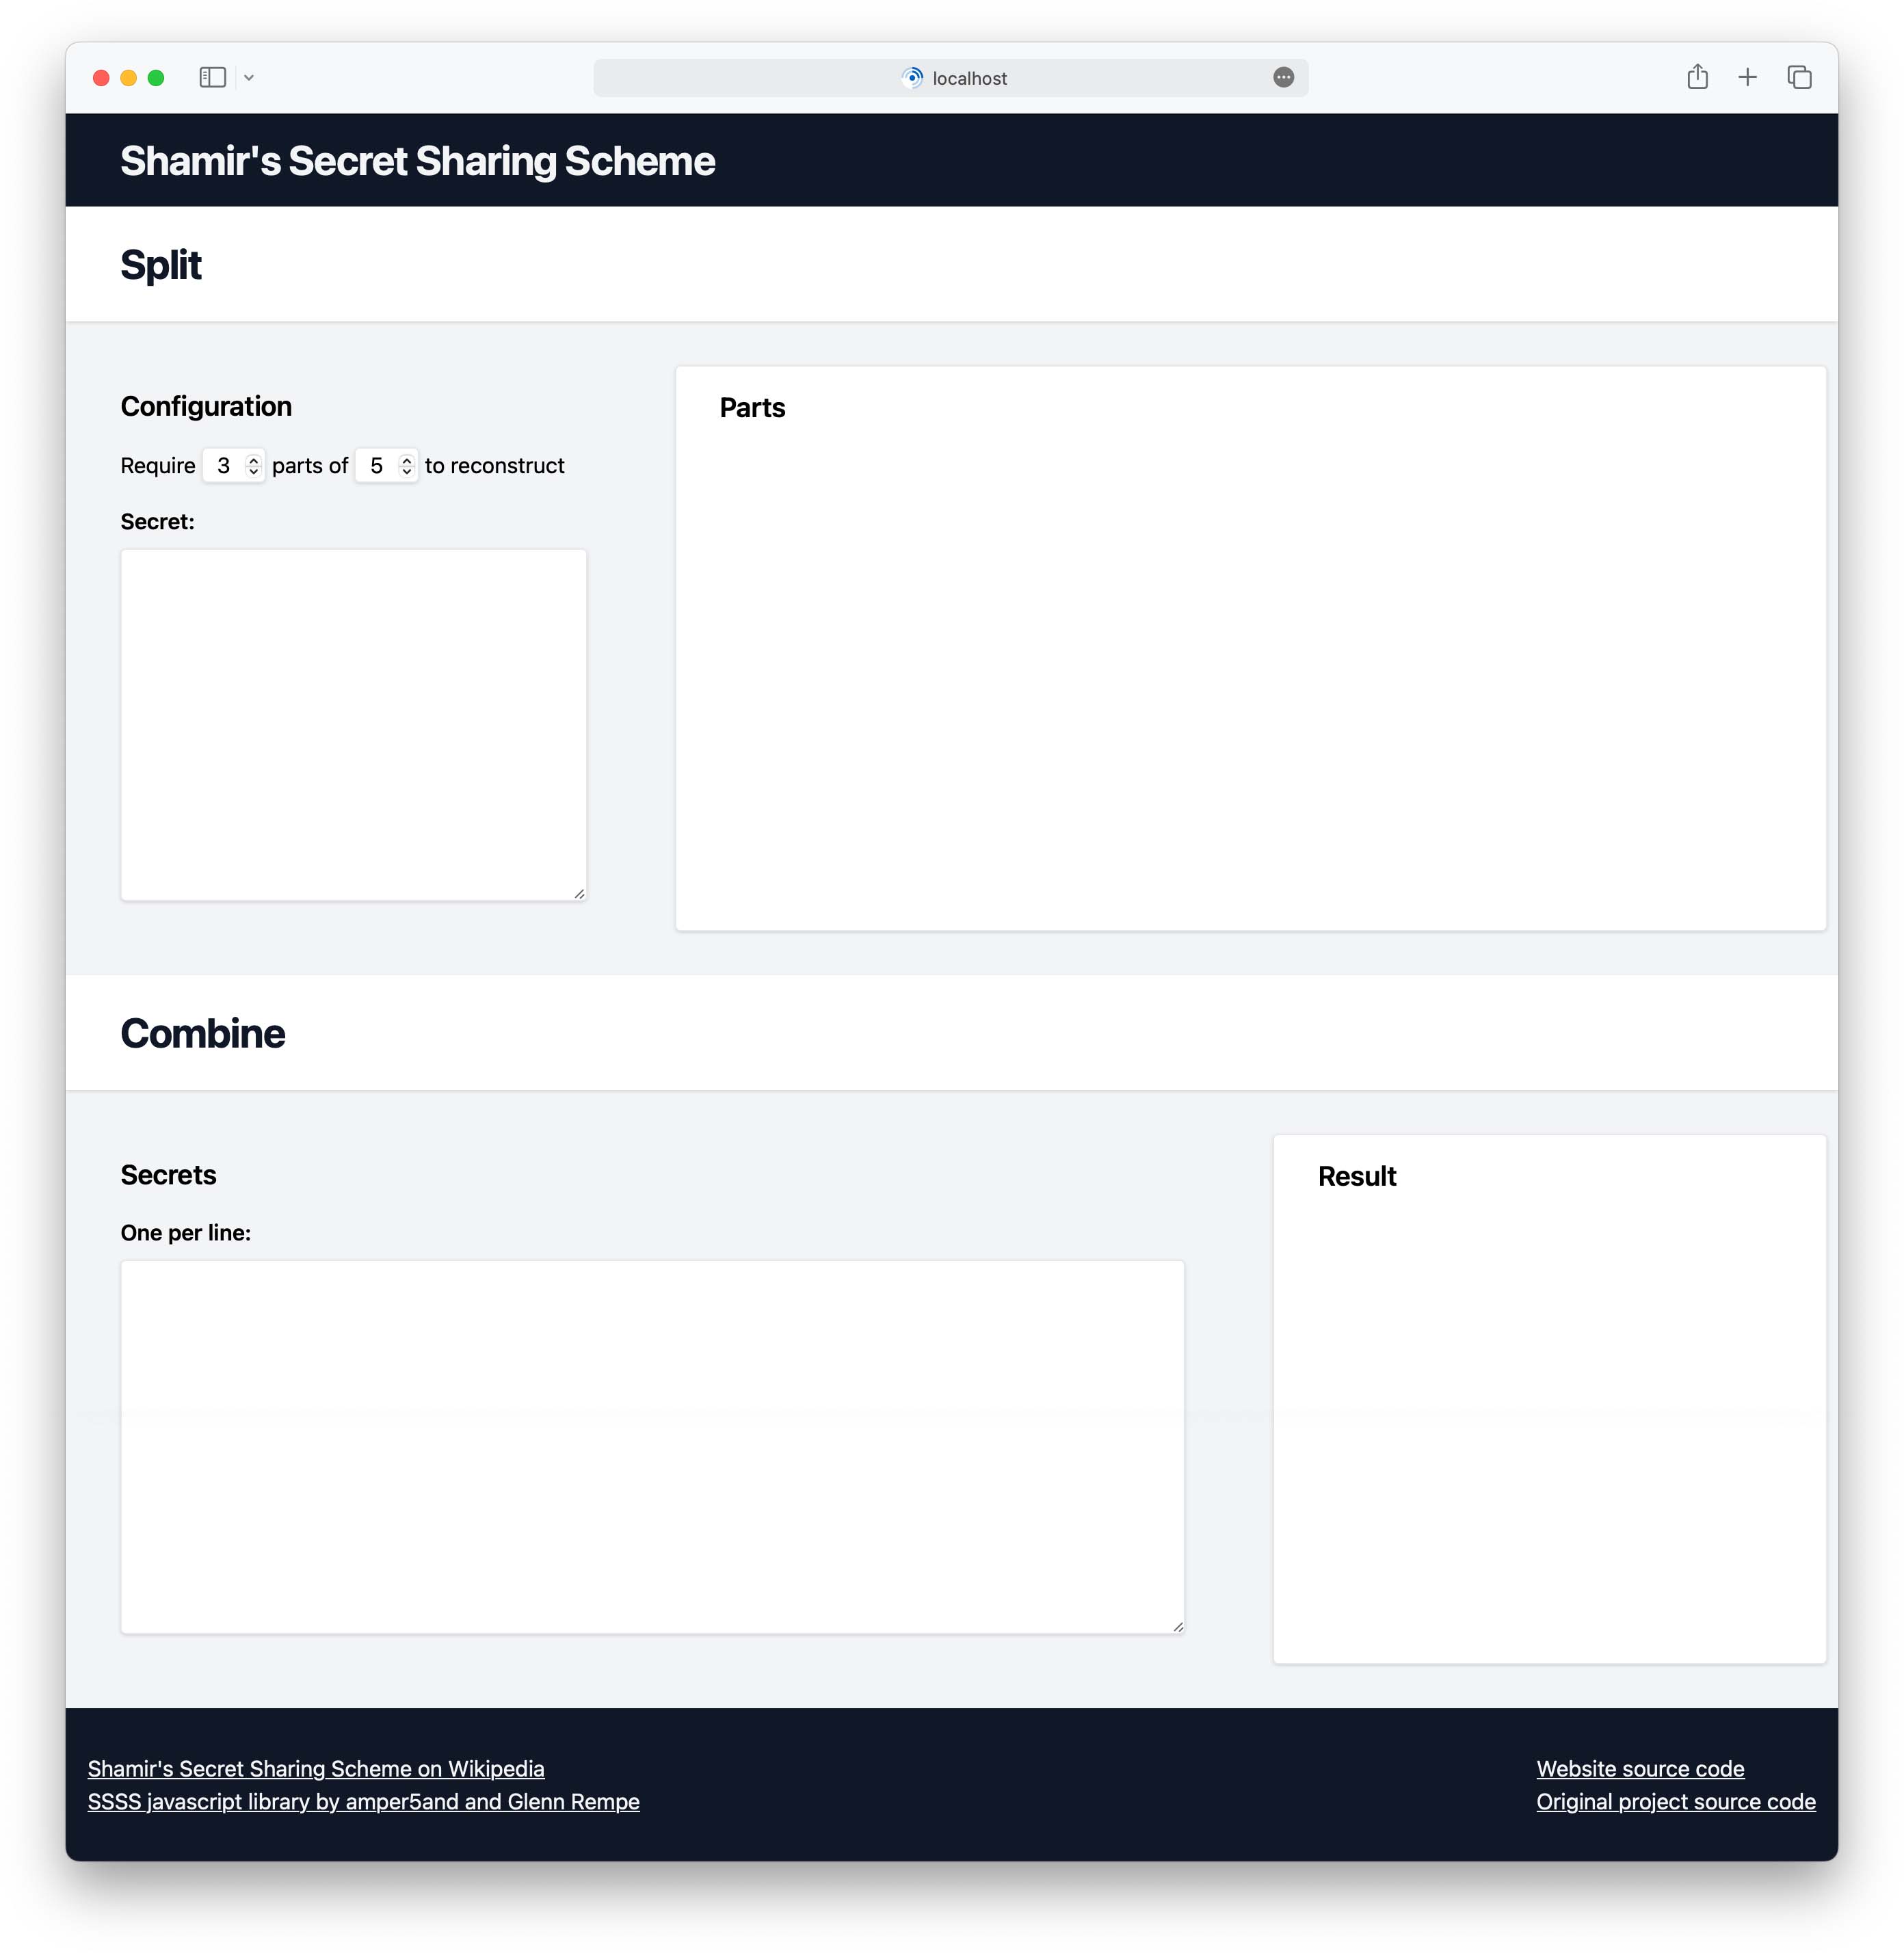 localhost
Shamir's Secret Sharing Scheme
Split
Configuration
Require 3 parts of 5 to reconstruct
Secret:
Parts
Combine
Secrets
One per line:
Result
Shamir's Secret Sharing Scheme on Wikipedia
SSSS javascript library by amper5and and Glenn Rempe
Website source code
Original project source code